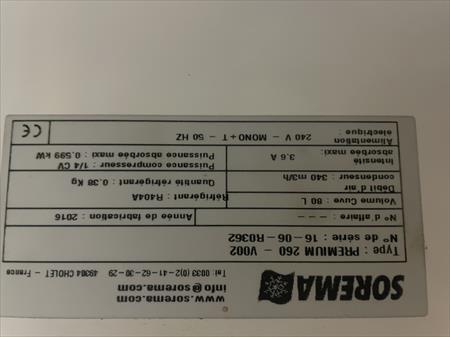 SOREMA
www.sorema.com
info@sorema.com
Tel: 0033 (0)2-41-62-30-29 49304 CHOLET - France
Type : PREMIUM 260 - V002
N° de série : 16-06-R0362
N° d'affaire : ---
Année de fabrication : 2016
Volume Cuve : 80 L
Réfrigérant : R404A
Débit d'air
condenseur : 340 m3/h
Quantité réfrigérant : 0.38 Kg
Intensité
absorbée maxi: 3.6 A
Puissance compresseur : 1/4 CV
Puissance absorbée maxi : 0.599 kW
Alimentation
électrique : 240 V - MONO+T - 50 HZ
CE